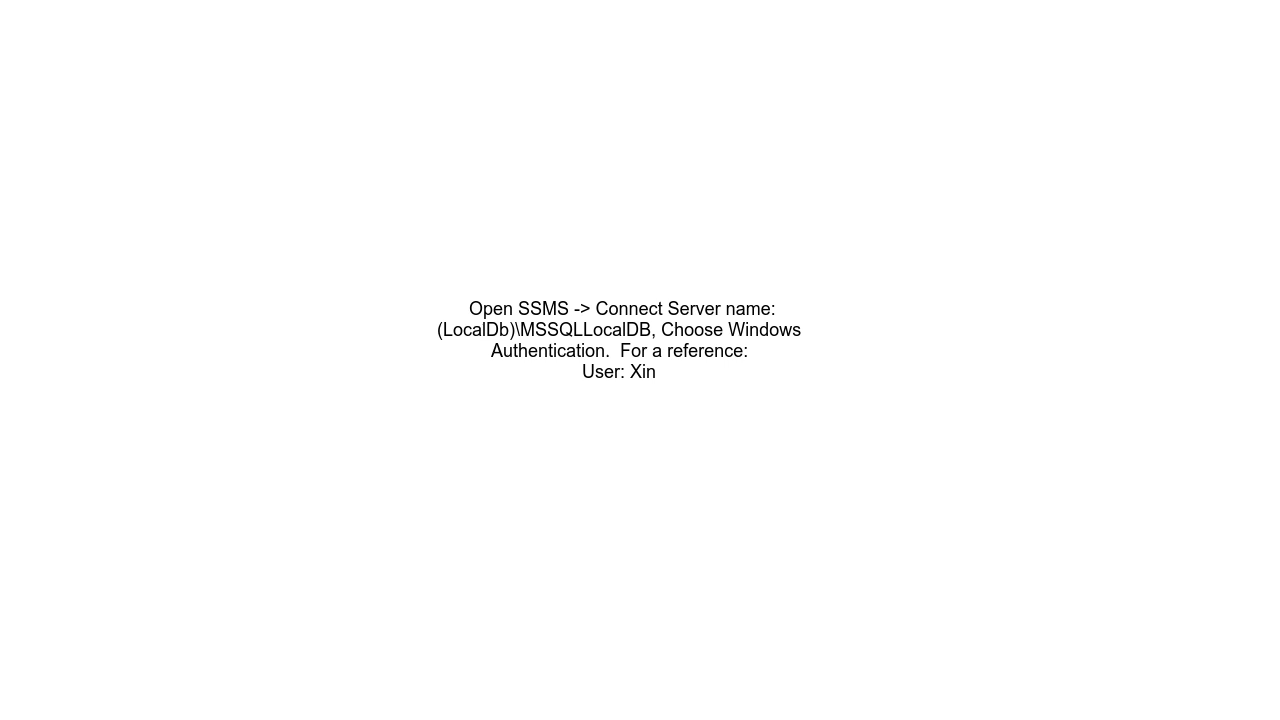 Open SSMS -> Connect Server name:
(LocalDb)\MSSQLLocalDB, Choose Windows
Authentication.  For a reference:
User: Xin